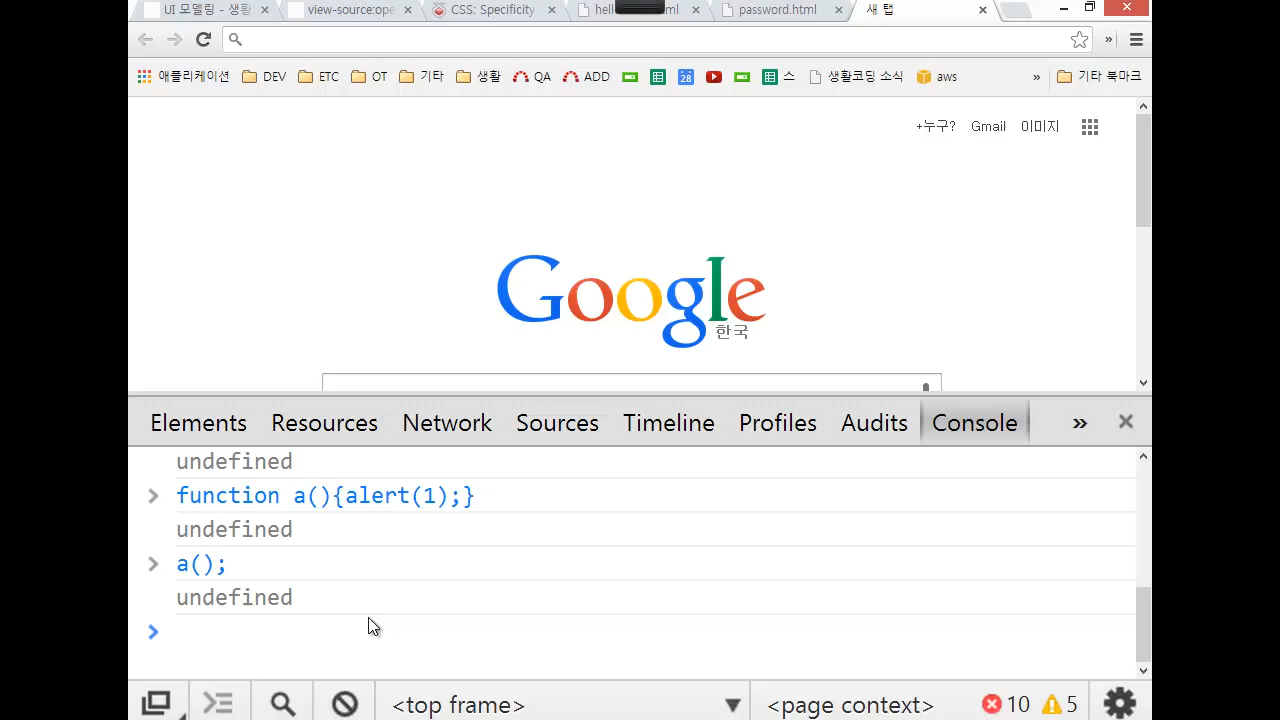 UI 모델링 - 생활
view-source:ope
CSS: Specificity
password.html
새 탭
애플리케이션
DEV
ETC
OT
기타
생활
QA
ADD
28
스
생활코딩 소식
aws
»
기타 북마크
+누구?
Gmail
이미지
Google
한국
Elements Resources Network Sources Timeline Profiles Audits Console »
undefined
> function a(){alert(1);}
undefined
> a();
undefined
>
<top frame>
<page context>
10
5